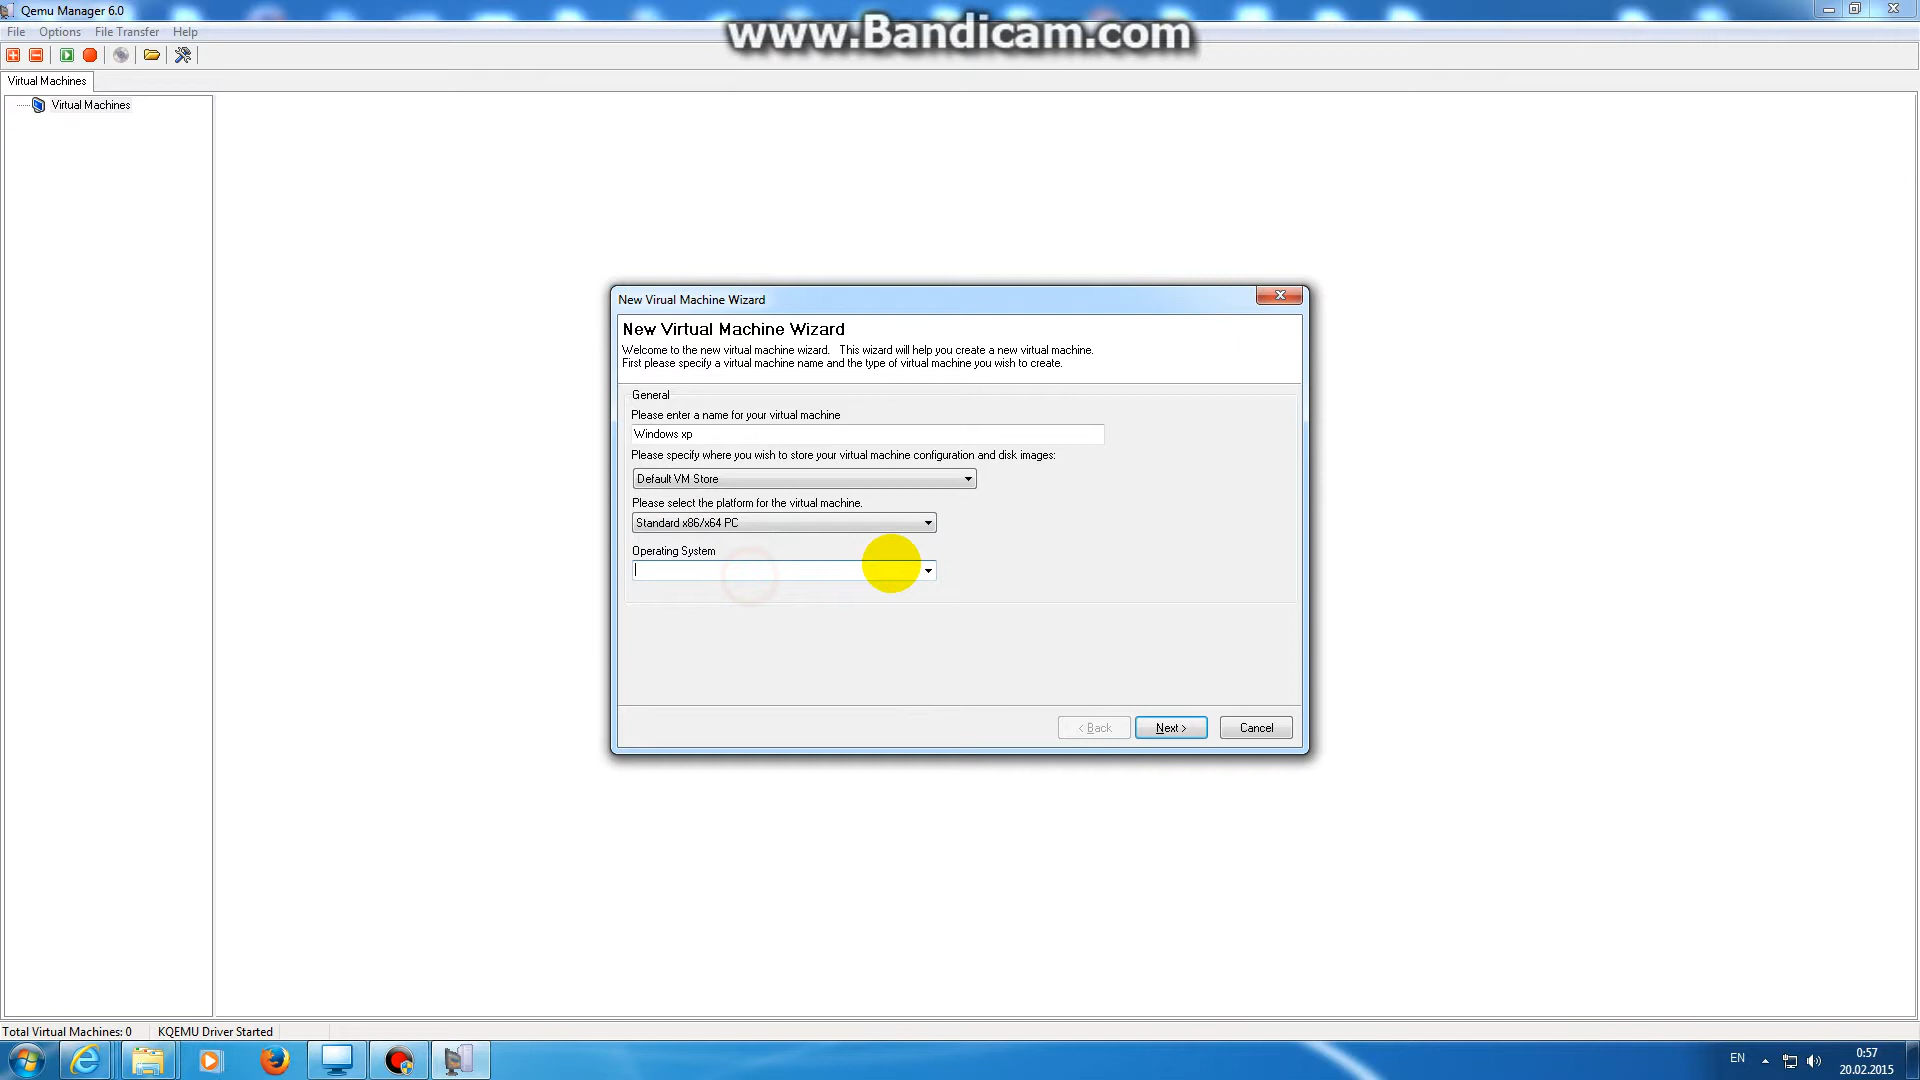 Qemu Manager 6.0
www.Bandicam.com
File Options File Transfer Help
Virtual Machines
Virtual Machines
New Virual Machine Wizard
New Virtual Machine Wizard
Welcome to the new virtual machine wizard. This wizard will help you create a new virtual machine.
First please specify a virtual machine name and the type of virtual machine you wish to create.
General
Please enter a name for your virtual machine
Windows xp
Please specify where you wish to store your virtual machine configuration and disk images:
Default VM Store
Please select the platform for the virtual machine.
Standard x86/x64 PC
Operating System
< Back Next > Cancel
Total Virtual Machines: 0 KQEMU Driver Started
EN 0:57
20.02.2015